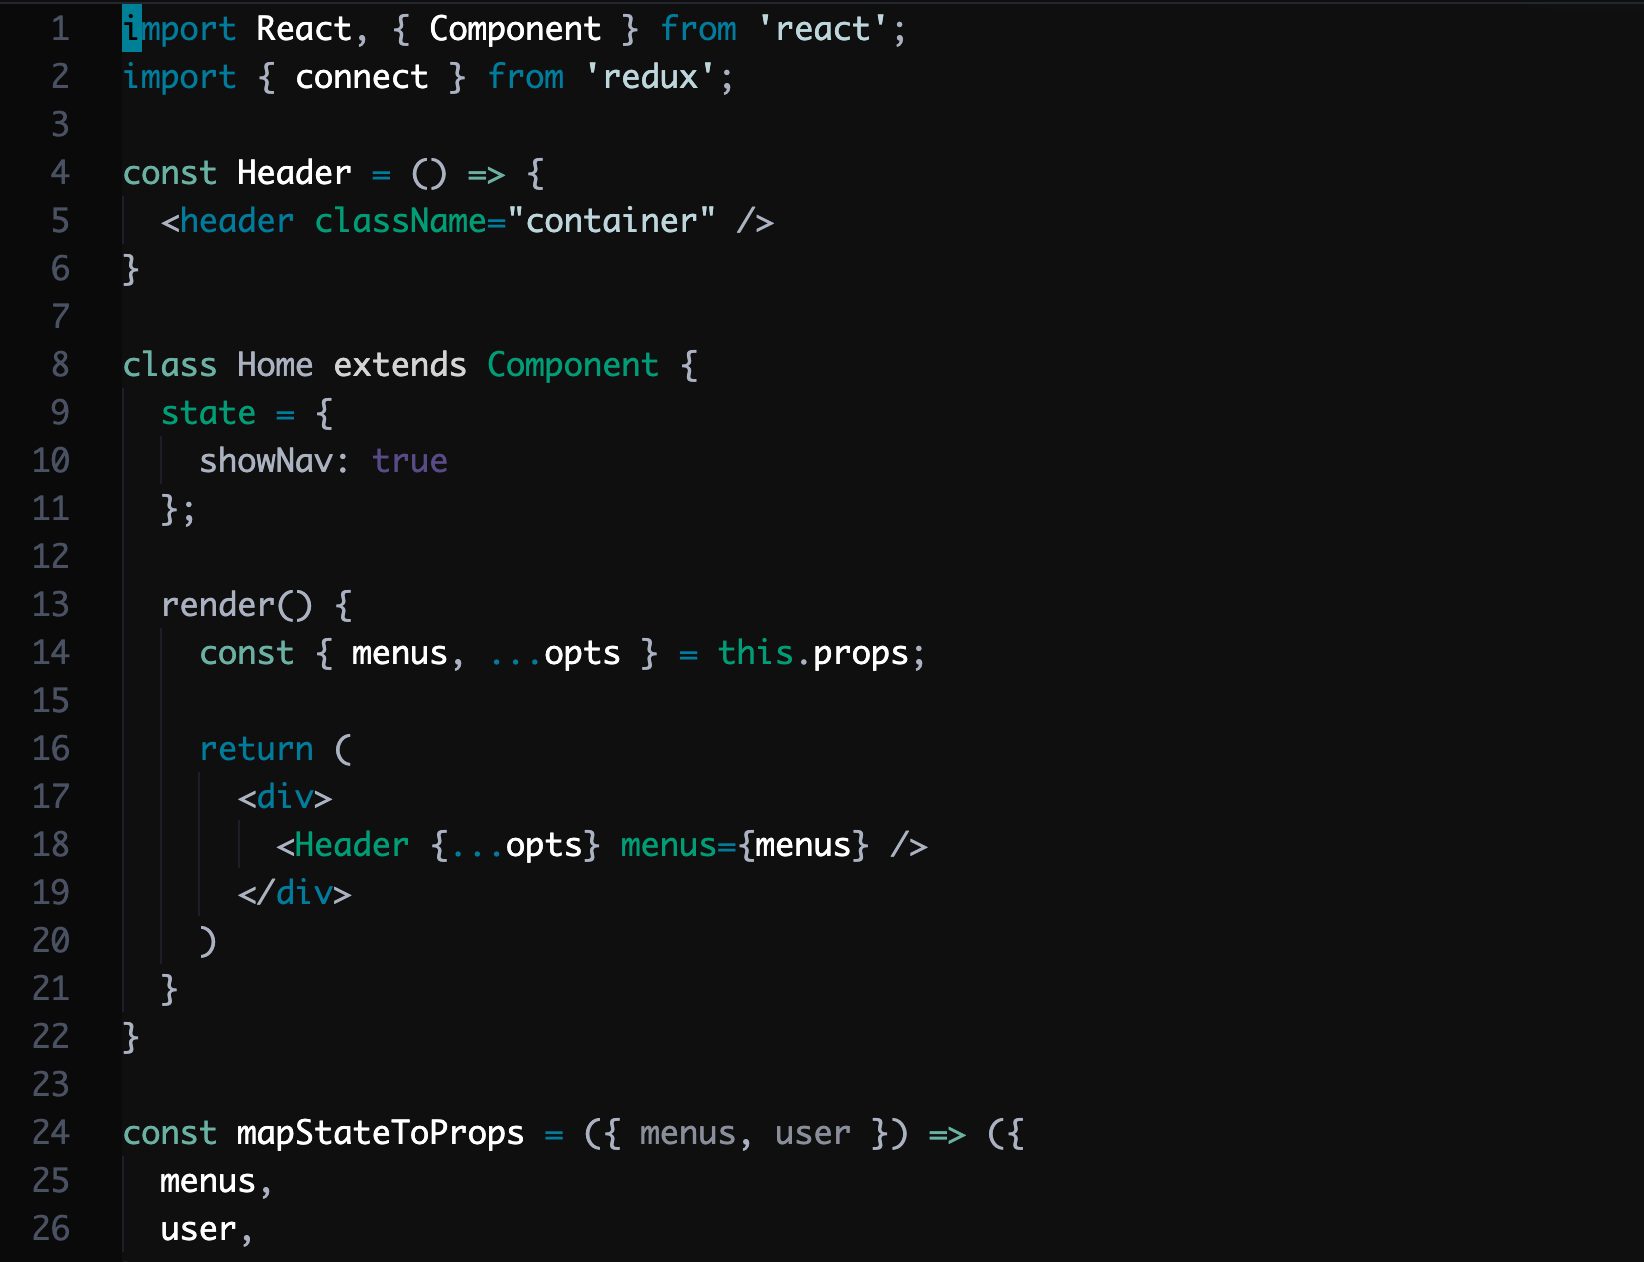 1 import React, { Component } from 'react';
2 import { connect } from 'redux';
3
4 const Header = () => {
5   <header className="container" />
6 }
7
8 class Home extends Component {
9   state = {
10     showNav: true
11   };
12
13   render() {
14     const { menus, ...opts } = this.props;
15
16     return (
17       <div>
18         <Header {...opts} menus={menus} />
19       </div>
20     )
21   }
22 }
23
24 const mapStateToProps = ({ menus, user }) => ({
25   menus,
26   user,